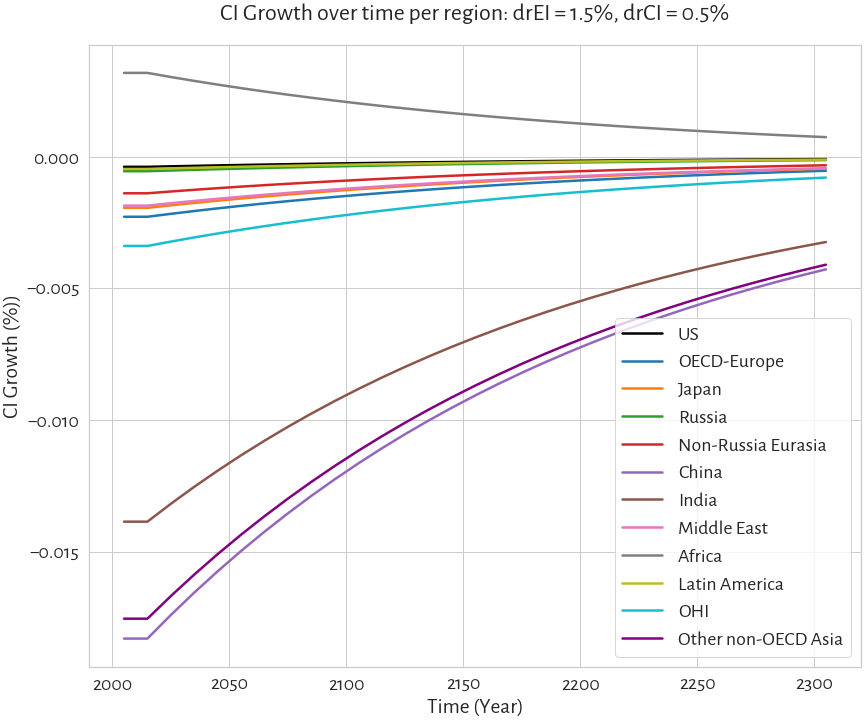 CI Growth over time per region: drEI = 1.5%, drCI = 0.5%
CI Growth (%))
0.000
−0.005
−0.010
−0.015
2000 2050 2100 2150 2200 2250 2300
Time (Year)
US
OECD-Europe
Japan
Russia
Non-Russia Eurasia
China
India
Middle East
Africa
Latin America
OHI
Other non-OECD Asia